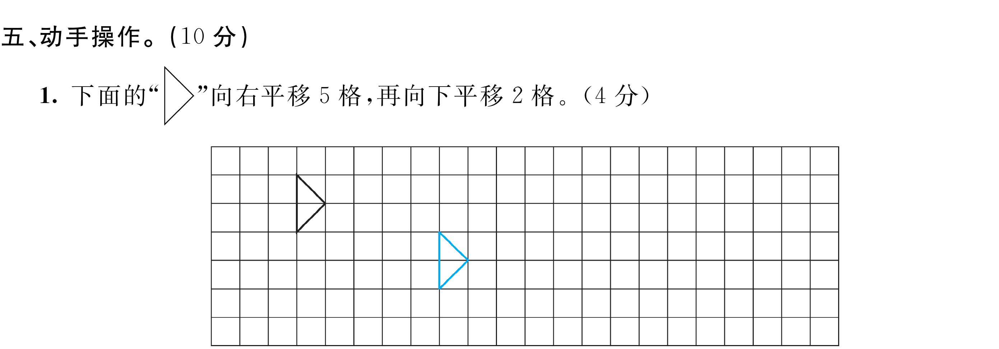 五、动手操作。(10 分)
1. 下面的“ ”向右平移 5 格,再向下平移 2 格。(4 分)